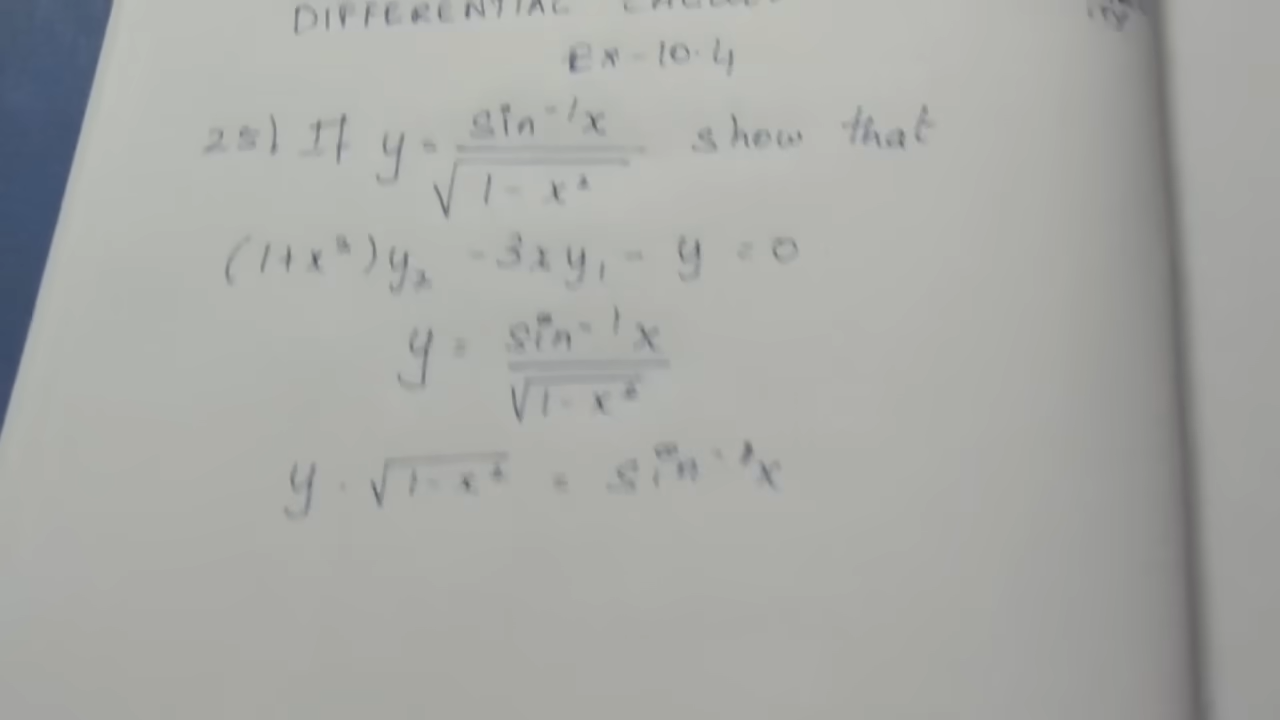 DIFFERENTIAL
Ex-10.4
25) If y = sin⁻¹x / √(1-x²) show that
(1+x²)y₂ - 3xy₁ - y = 0
y = sin⁻¹x / √(1-x²)
y . √(1-x²) = sin⁻¹x